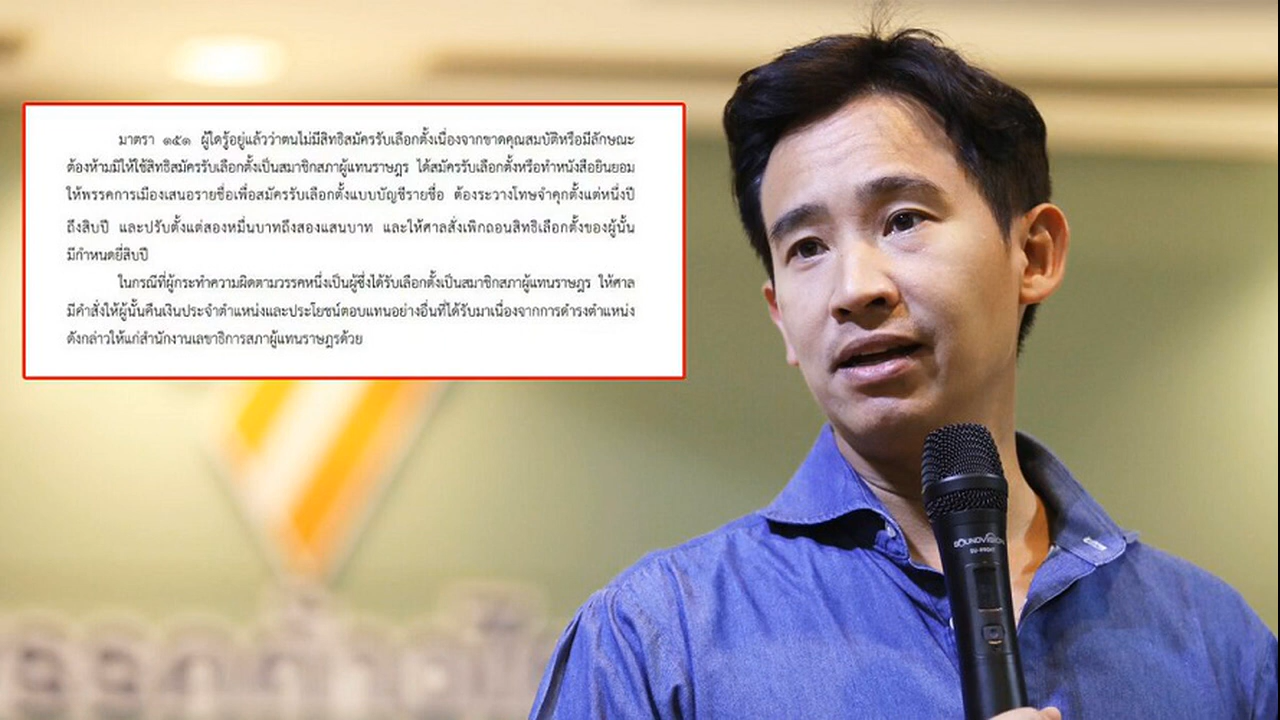 มาตรา ๑๕๑ ผู้ใดรู้อยู่แล้วว่าตนไม่มีสิทธิสมัครรับเลือกตั้งเนื่องจากขาดคุณสมบัติหรือมีลักษณะ
ต้องห้ามมิให้ใช้สิทธิสมัครรับเลือกตั้งเป็นสมาชิกสภาผู้แทนราษฎร ได้สมัครรับเลือกตั้งหรือทำหนังสือยินยอม
ให้พรรคการเมืองเสนอรายชื่อเพื่อสมัครรับเลือกตั้งแบบบัญชีรายชื่อ ต้องระวางโทษจำคุกตั้งแต่หนึ่งปี
ถึงสิบปี และปรับตั้งแต่สองหมื่นบาทถึงสองแสนบาท และให้ศาลสั่งเพิกถอนสิทธิเลือกตั้งของผู้นั้น
มีกำหนดยี่สิบปี
ในกรณีที่ผู้กระทำความผิดตามวรรคหนึ่งเป็นผู้ซึ่งได้รับเลือกตั้งเป็นสมาชิกสภาผู้แทนราษฎร ให้ศาล
มีคำสั่งให้ผู้นั้นคืนเงินประจำตำแหน่งและประโยชน์ตอบแทนอย่างอื่นที่ได้รับมาเนื่องจากการดำรงตำแหน่ง
ดังกล่าวให้แก่สำนักงานเลขาธิการสภาผู้แทนราษฎรด้วย
SOUNDVISION